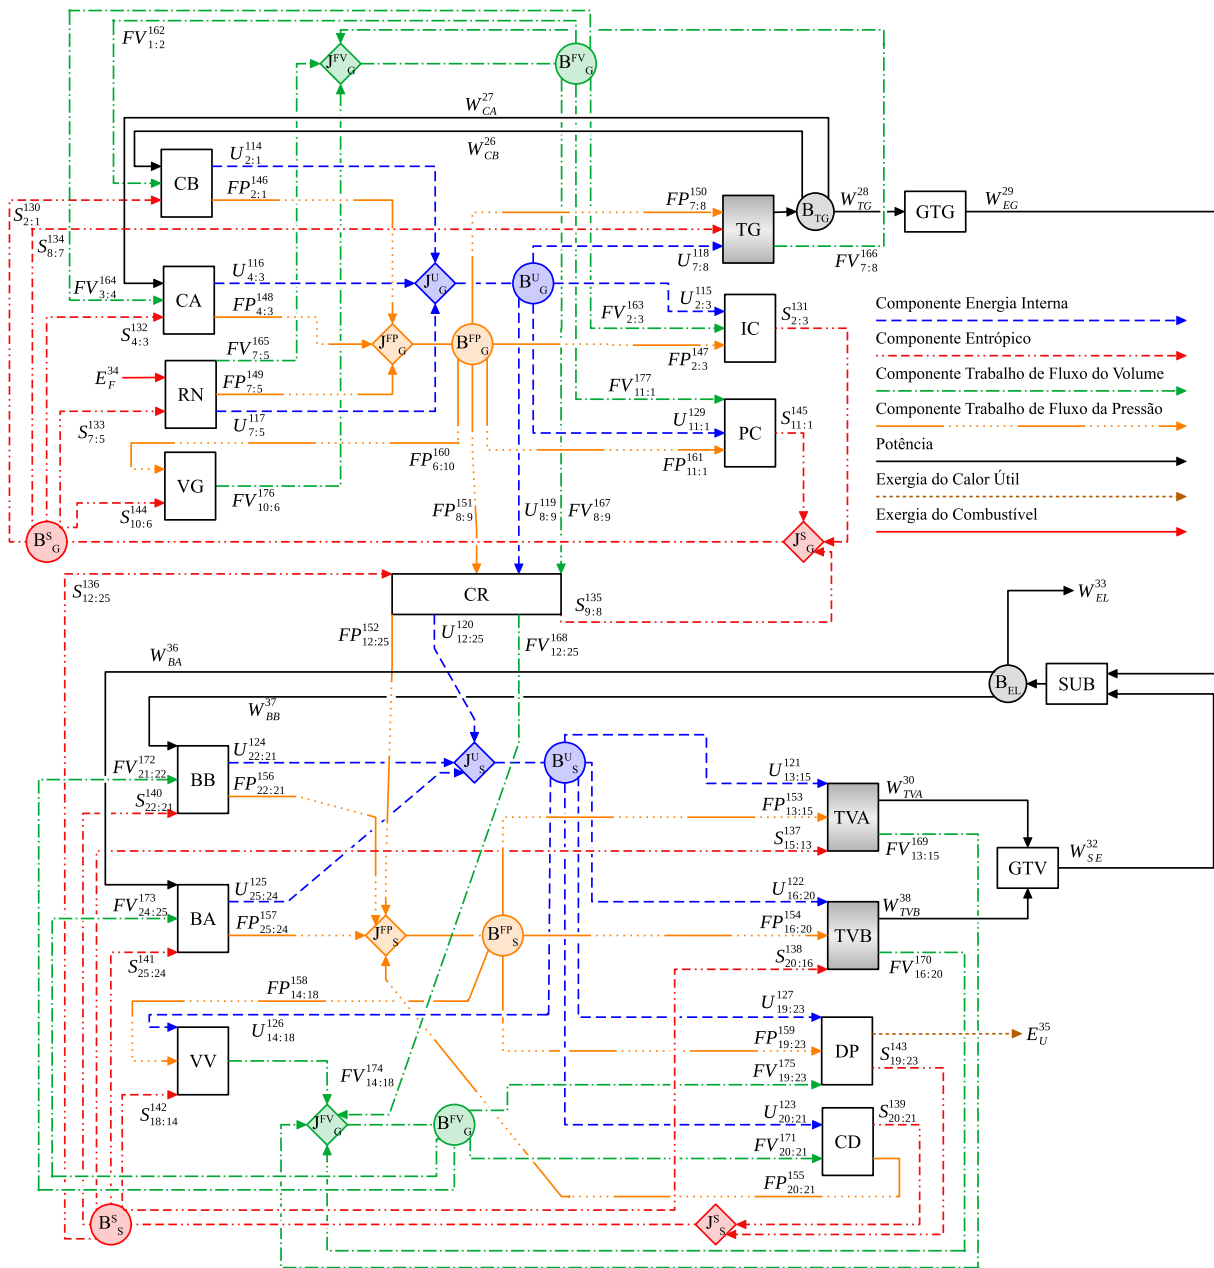 FV 162 1:2
J FV G
B FV G
W 27 CA
W 26 CB
CB
U 114 2:1
FP 146 2:1
S 130 2:1
S 134 8:7
FP 150 7:8
TG
B TG
W 28 TG
GTG
W 29 EG
U 118 7:8
FV 166 7:8
FV 164 3:4
CA
U 116 4:3
FP 148 4:3
S 132 4:3
J U G
B U G
U 115 2:3
FV 163 2:3
IC
S 131 2:3
FP 147 2:3
J FP G
B FP G
FV 165 7:5
E 34 F
RN
FP 149 7:5
U 117 7:5
S 133 7:5
FV 177 11:1
U 129 11:1
PC
S 145 11:1
FP 161 11:1
FP 160 6:10
VG
FV 176 10:6
S 144 10:6
FP 151 8:9
U 119 8:9
FV 167 8:9
B S G
J S G
Componente Energia Interna
Componente Entrópico
Componente Trabalho de Fluxo do Volume
Componente Trabalho de Fluxo da Pressão
Potência
Exergia do Calor Útil
Exergia do Combustível
S 136 12:25
CR
S 135 9:8
FP 152 12:25
U 120 12:25
FV 168 12:25
W 33 EL
W 36 BA
B EL
SUB
W 37 BB
FV 172 21:22
BB
U 124 22:21
FP 156 22:21
S 140 22:21
J U S
B U S
U 121 13:15
FP 153 13:15
TVA
W 30 TVA
S 137 15:13
FV 169 13:15
GTV
W 32 SE
FV 173 24:25
BA
U 125 25:24
FP 157 25:24
S 141 25:24
J FP S
B FP S
U 122 16:20
FP 154 16:20
TVB
W 38 TVB
S 138 20:16
FV 170 16:20
FP 158 14:18
U 126 14:18
VV
S 142 18:14
FV 174 14:18
U 127 19:23
FP 159 19:23
DP
E 35 U
S 143 19:23
FV 175 19:23
J FV G
B FV G
U 123 20:21
CD
S 139 20:21
FV 171 20:21
FP 155 20:21
B S S
J S S